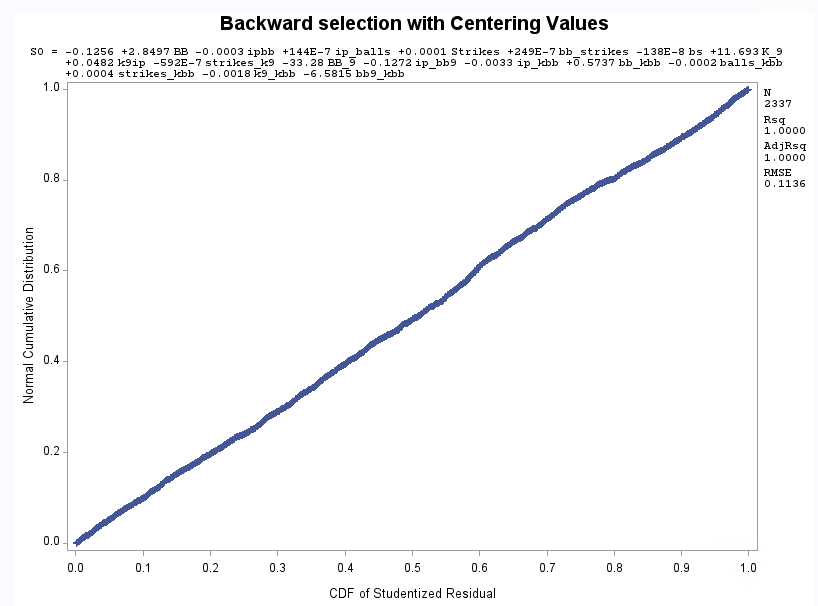 Backward selection with Centering Values
S0 = -0.1256 +2.8497 BB -0.0003 ipbb +144E-7 ip_balls +0.0001 Strikes +249E-7 bb_strikes -138E-8 bs +11.693 K_9
+0.0482 k9ip -592E-7 strikes_k9 -33.28 BB_9 -0.1272 ip_bb9 -0.0033 ip_kbb +0.5737 bb_kbb -0.0002 balls_kbb
+0.0004 strikes_kbb -0.0018 k9_kbb -6.5815 bb9_kbb
N
2337
Rsq
1.0000
AdjRsq
1.0000
RMSE
0.1136
Normal Cumulative Distribution
1.0
0.8
0.6
0.4
0.2
0.0
0.0 0.1 0.2 0.3 0.4 0.5 0.6 0.7 0.8 0.9 1.0
CDF of Studentized Residual